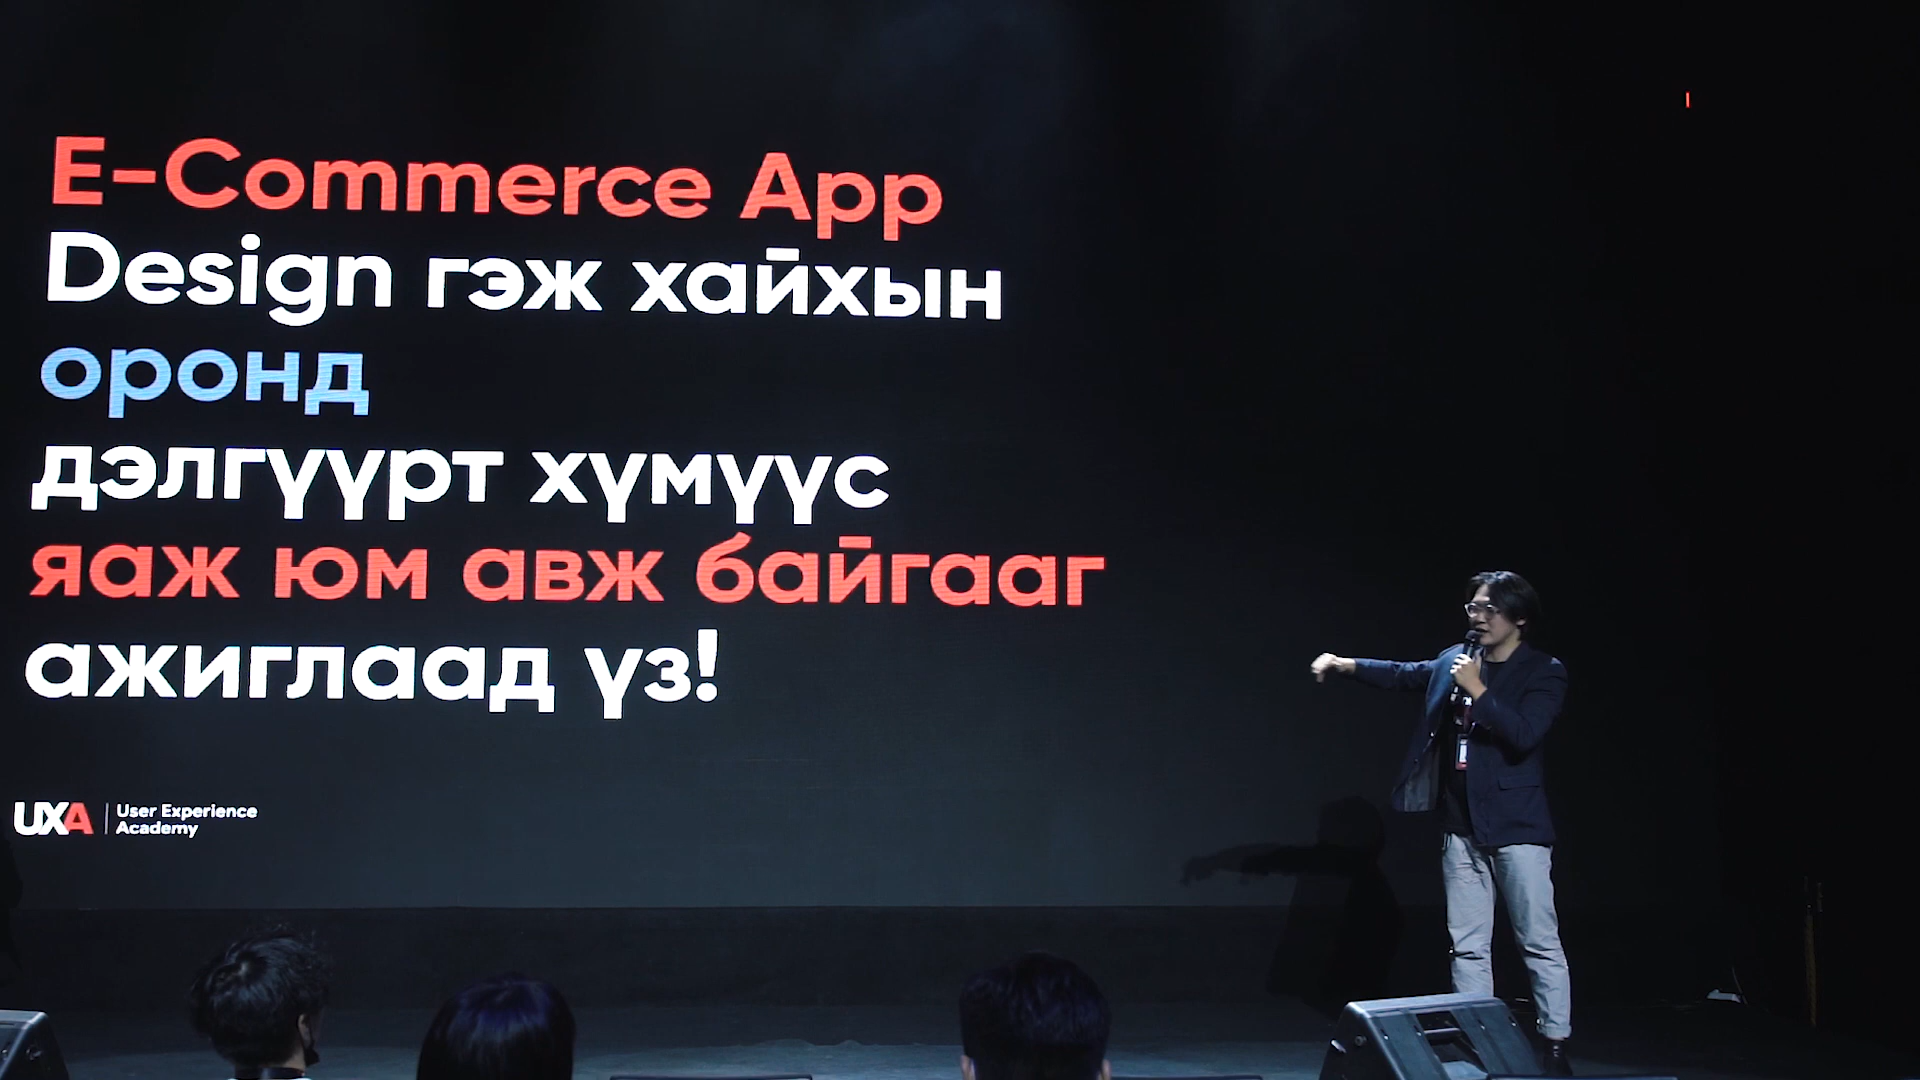 E-Commerce App
Design гэж хайхын
оронд
дэлгүүрт хүмүүс
яаж юм авж байгааг
ажиглаад үз!
UXA | User Experience
Academy